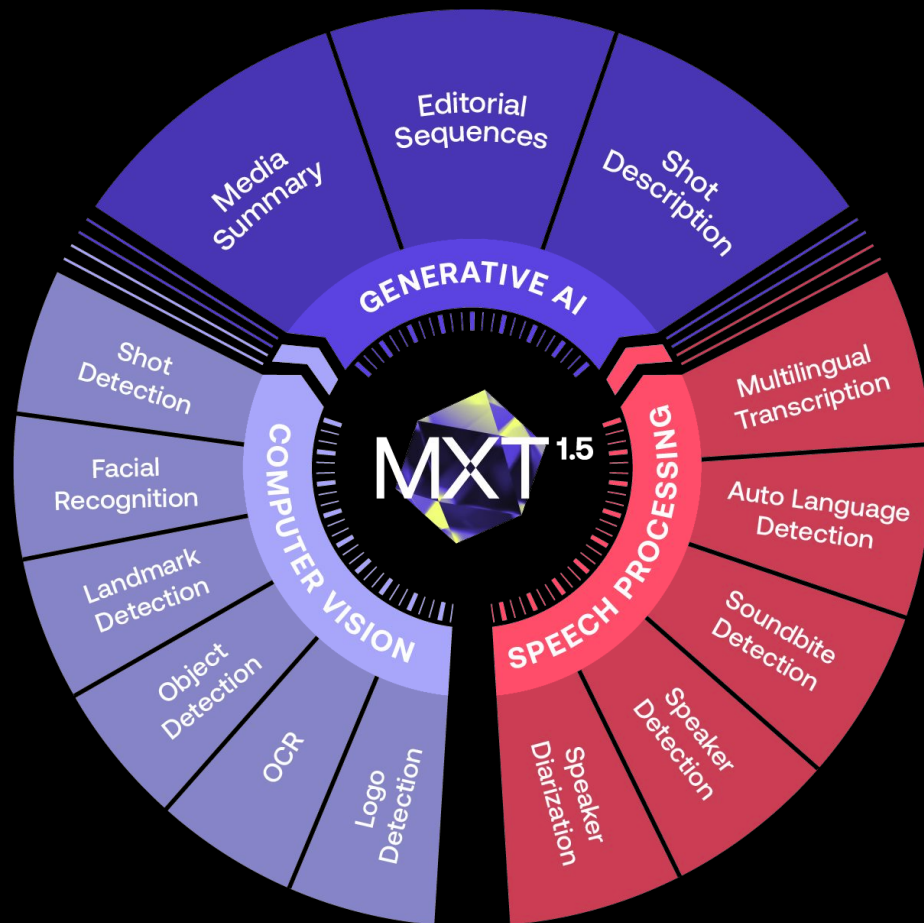 Media
Summary
Editorial
Sequences
Shot
Description
GENERATIVE AI
Shot
Detection
Facial
Recognition
Landmark
Detection
Object
Detection
OCR
Logo
Detection
COMPUTER VISION
MXT 1.5
SPEECH PROCESSING
Multilingual
Transcription
Auto Language
Detection
Soundbite
Detection
Speaker
Detection
Speaker
Diarization